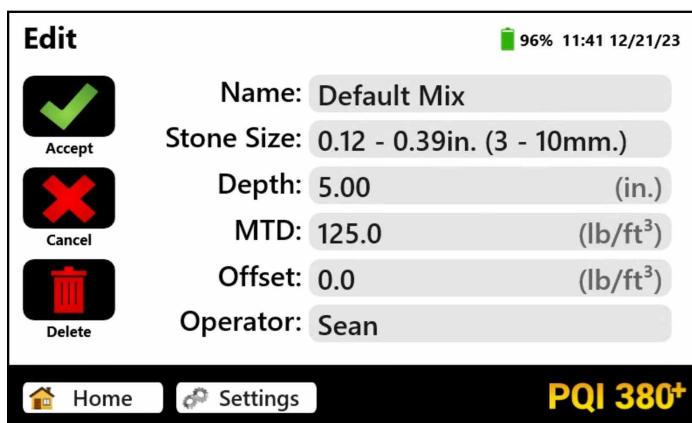 Edit
96% 11:41 12/21/23
Accept
Cancel
Delete
Name: Default Mix
Stone Size: 0.12 - 0.39in. (3 - 10mm.)
Depth: 5.00 (in.)
MTD: 125.0 (lb/ft³)
Offset: 0.0 (lb/ft³)
Operator: Sean
Home
Settings
PQI 380+